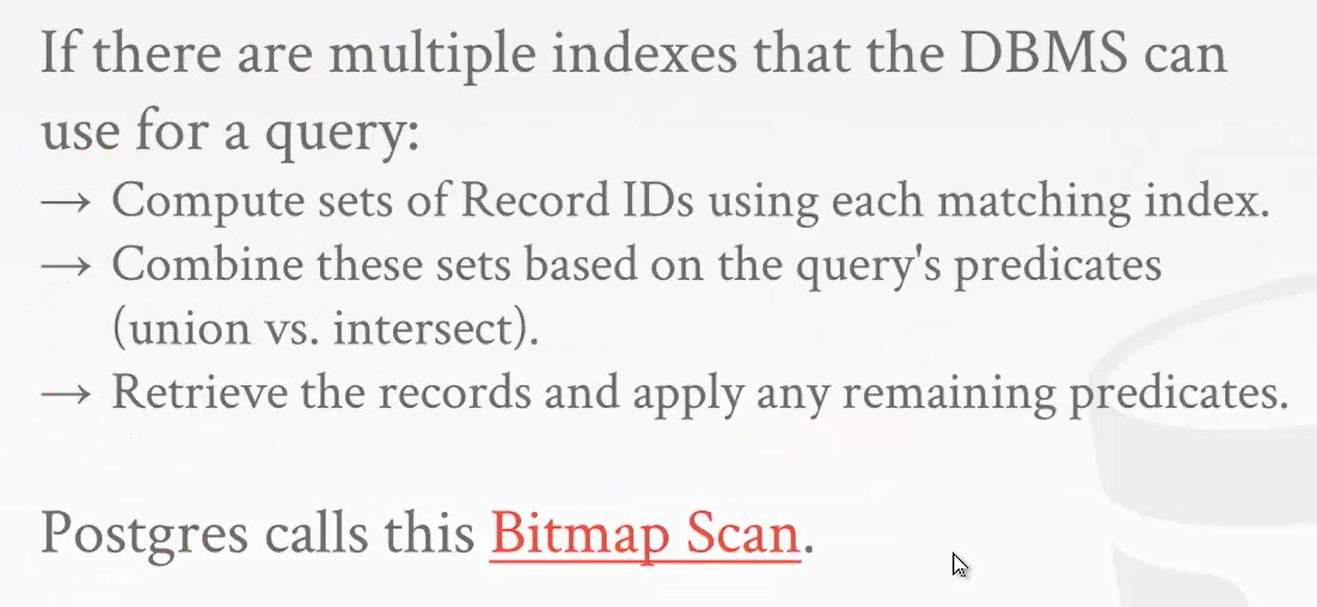 If there are multiple indexes that the DBMS can
use for a query:
→ Compute sets of Record IDs using each matching index.
→ Combine these sets based on the query's predicates
(union vs. intersect).
→ Retrieve the records and apply any remaining predicates.
Postgres calls this Bitmap Scan.